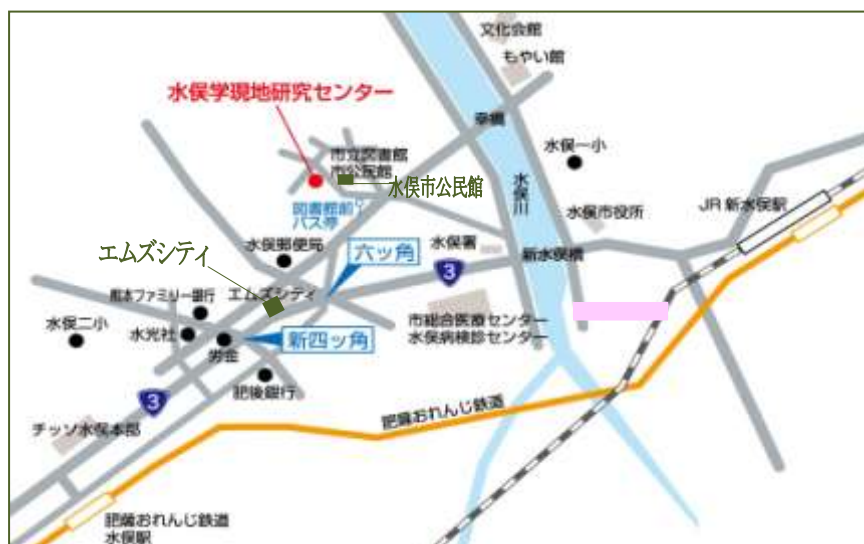 文化会館
もやい館
水俣学現地研究センター
幸橋
市立図書館
市公民館
水俣市公民館
水俣一小
水俣川
図書館前
バス停
水俣市役所
JR 新水俣駅
水俣郵便局
水俣署
新水俣橋
エムズシティ
六ッ角
3
熊本ファミリー銀行
エムズシティ
水俣二小
水光社
労金
新四ッ角
市総合医療センター
水俣病検診センター
肥後銀行
3
チッソ水俣本部
肥薩おれんじ鉄道
肥薩おれんじ鉄道
水俣駅